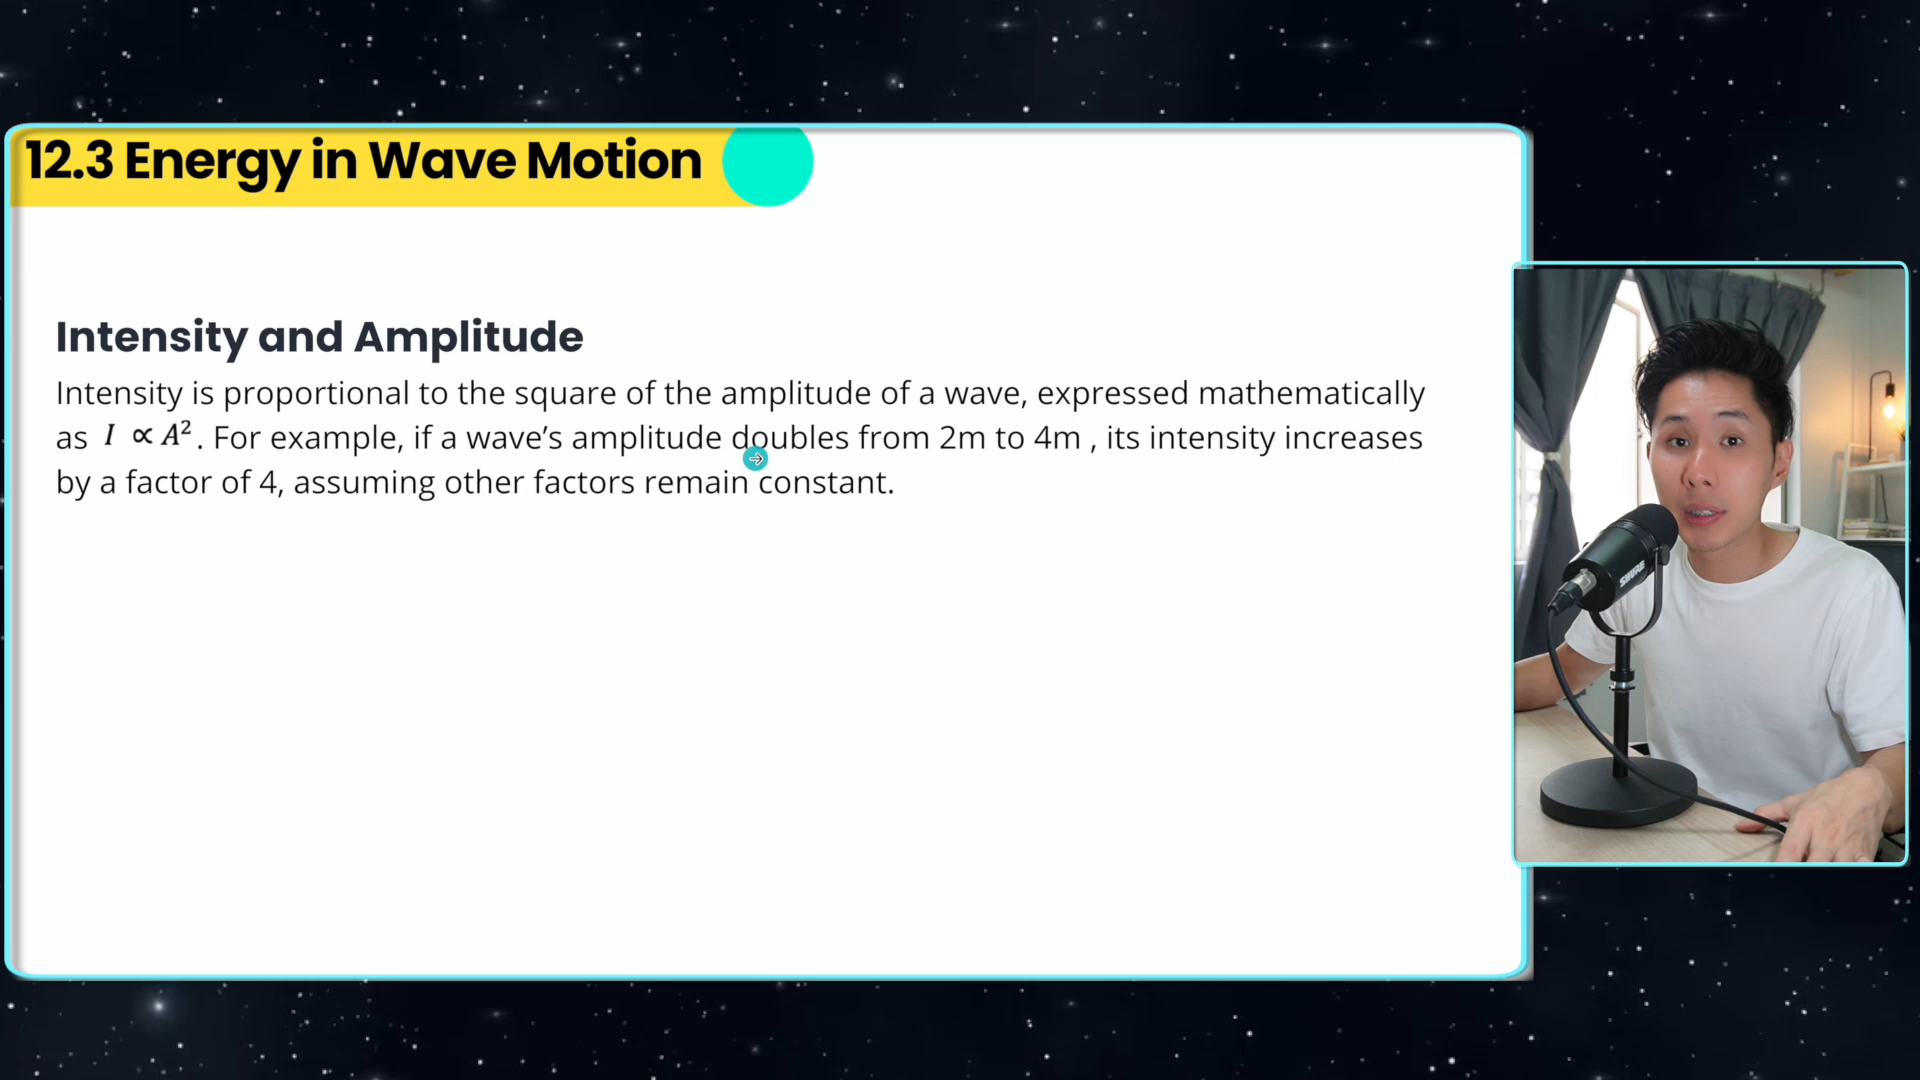 12.3 Energy in Wave Motion
Intensity and Amplitude
Intensity is proportional to the square of the amplitude of a wave, expressed mathematically
as I ∝ A². For example, if a wave’s amplitude doubles from 2m to 4m , its intensity increases
by a factor of 4, assuming other factors remain constant.
SHURE